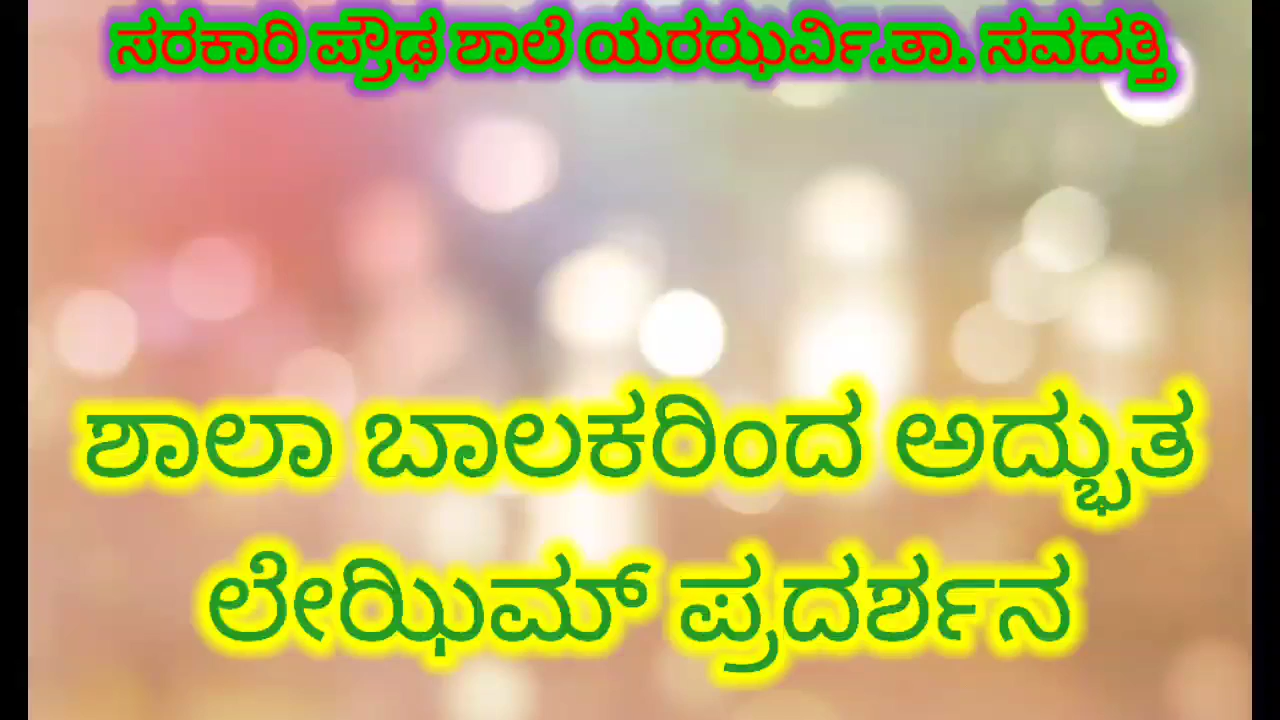 ಸರಕಾರಿ ಪ್ರೌಢ ಶಾಲೆ ಯರಝರ್ವಿ.ತಾ. ಸವದತ್ತಿ
ಶಾಲಾ ಬಾಲಕರಿಂದ ಅದ್ಭುತ
ಲೇಝಿಮ್ ಪ್ರದರ್ಶನ